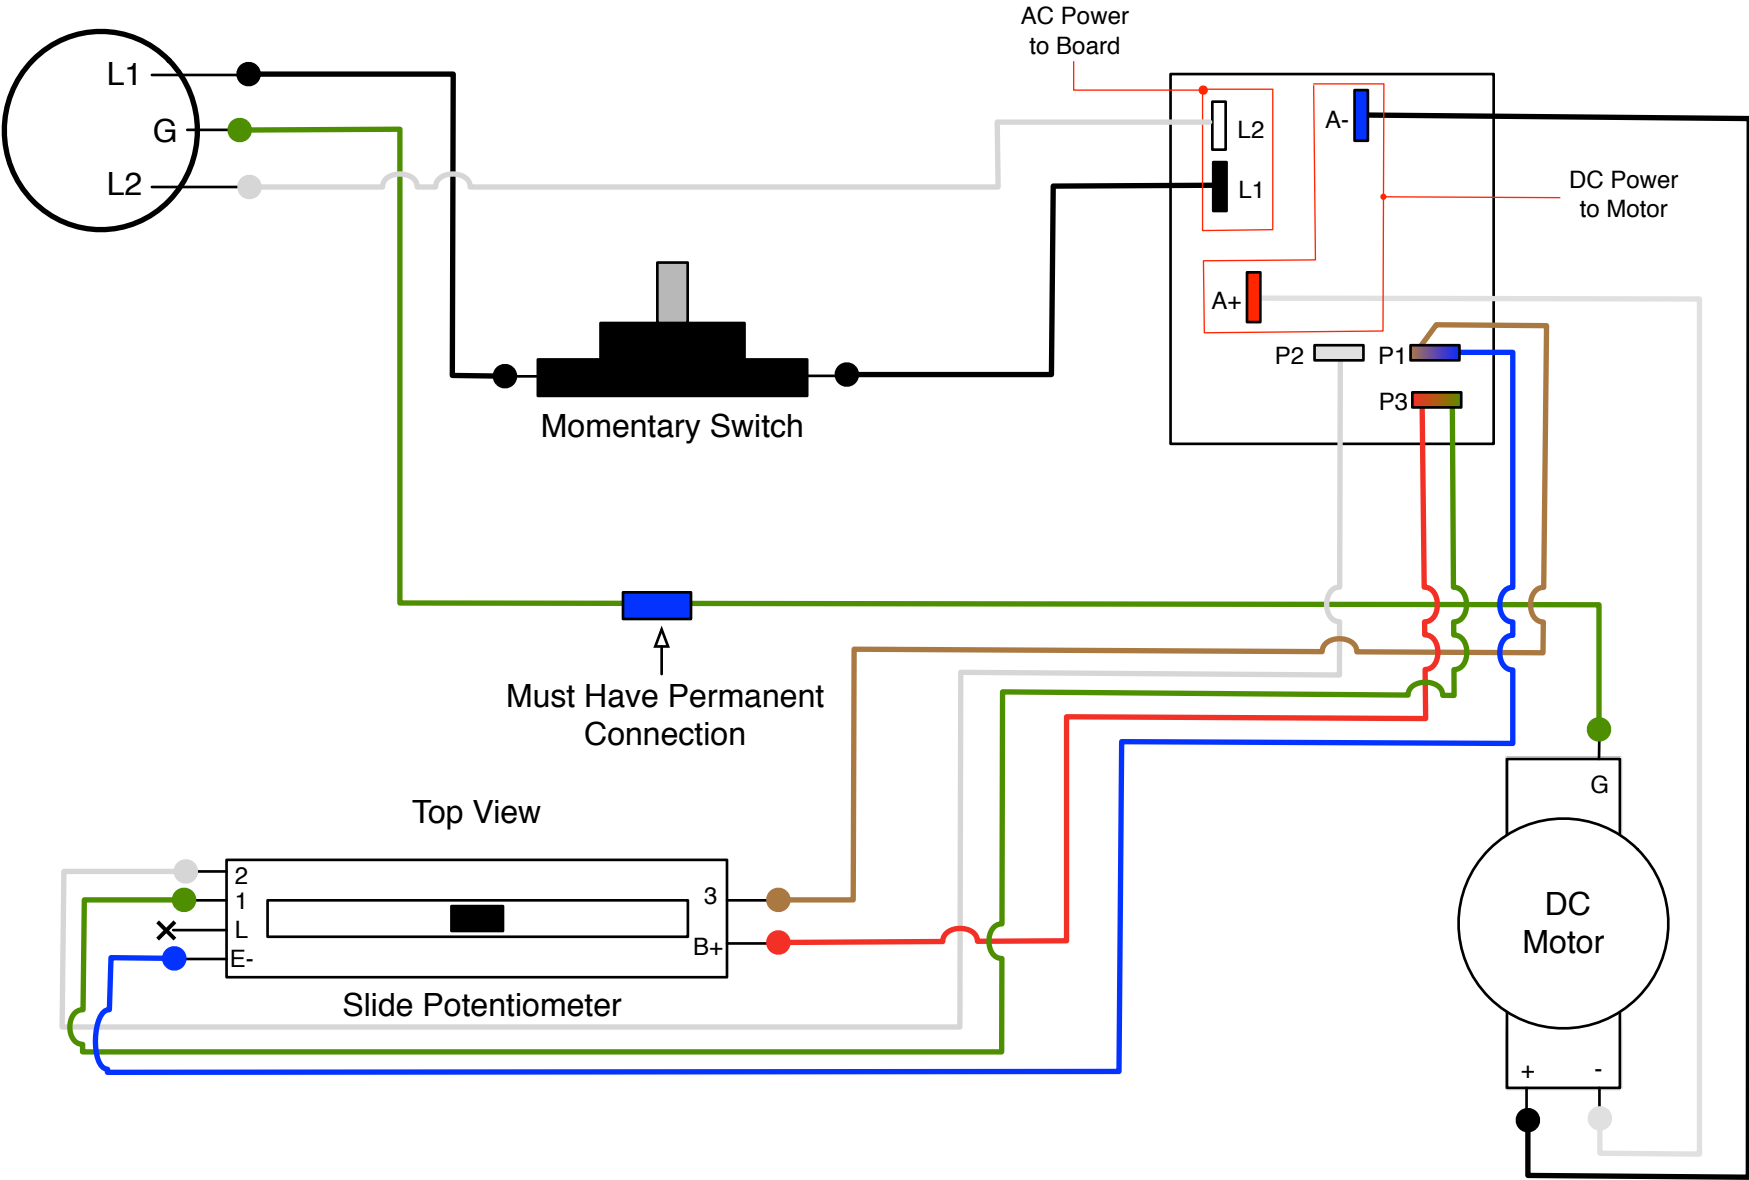 AC Power
to Board
L1
G
L2
L2
L1
A-
DC Power
to Motor
A+
P2
P1
P3
Momentary Switch
Must Have Permanent
Connection
Top View
2
1
L
E-
3
B+
Slide Potentiometer
G
DC
Motor
+
-